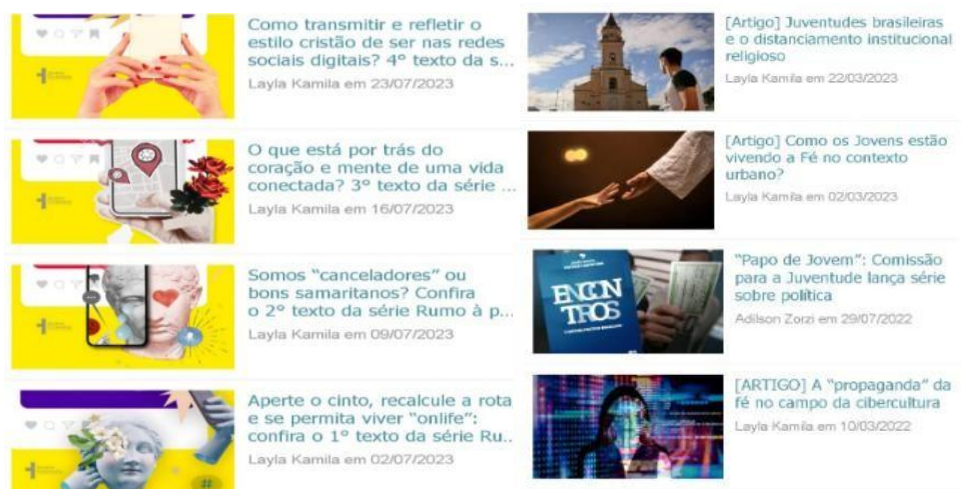 Como transmitir e refletir o
estilo cristão de ser nas redes
sociais digitais? 4º texto da s...
Layla Kamila em 23/07/2023
O que está por trás do
coração e mente de uma vida
conectada? 3º texto da série ...
Layla Kamila em 16/07/2023
Somos “canceladores” ou
bons samaritanos? Confira
o 2º texto da série Rumo à p...
Layla Kamila em 09/07/2023
Aperte o cinto, recalcule a rota
e se permita viver “onlife”:
confira o 1º texto da série Ru..
Layla Kamila em 02/07/2023
#
[Artigo] Juventudes brasileiras
e o distanciamento institucional
religioso
Layla Kamila em 22/03/2023
[Artigo] Como os Jovens estão
vivendo a Fé no contexto
urbano?
Layla Kamila em 02/03/2023
ENCON
TROS
"Papo de Jovem": Comissão
para a Juventude lança série
sobre política
Adilson Zorzi em 29/07/2022
[ARTIGO] A “propaganda” da
fé no campo da cibercultura
Layla Kamila em 10/03/2022